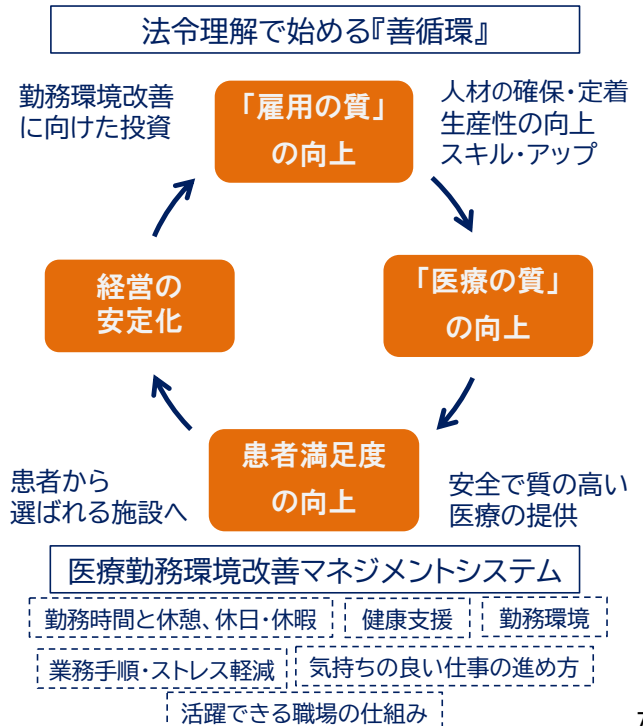 法令理解で始める『善循環』
勤務環境改善
に向けた投資
「雇用の質」
の向上
人材の確保・定着
生産性の向上
スキル・アップ
経営の
安定化
「医療の質」
の向上
患者満足度
の向上
患者から
選ばれる施設へ
安全で質の高い
医療の提供
医療勤務環境改善マネジメントシステム
勤務時間と休憩、休日・休暇
健康支援
勤務環境
業務手順・ストレス軽減
気持ちの良い仕事の進め方
活躍できる職場の仕組み